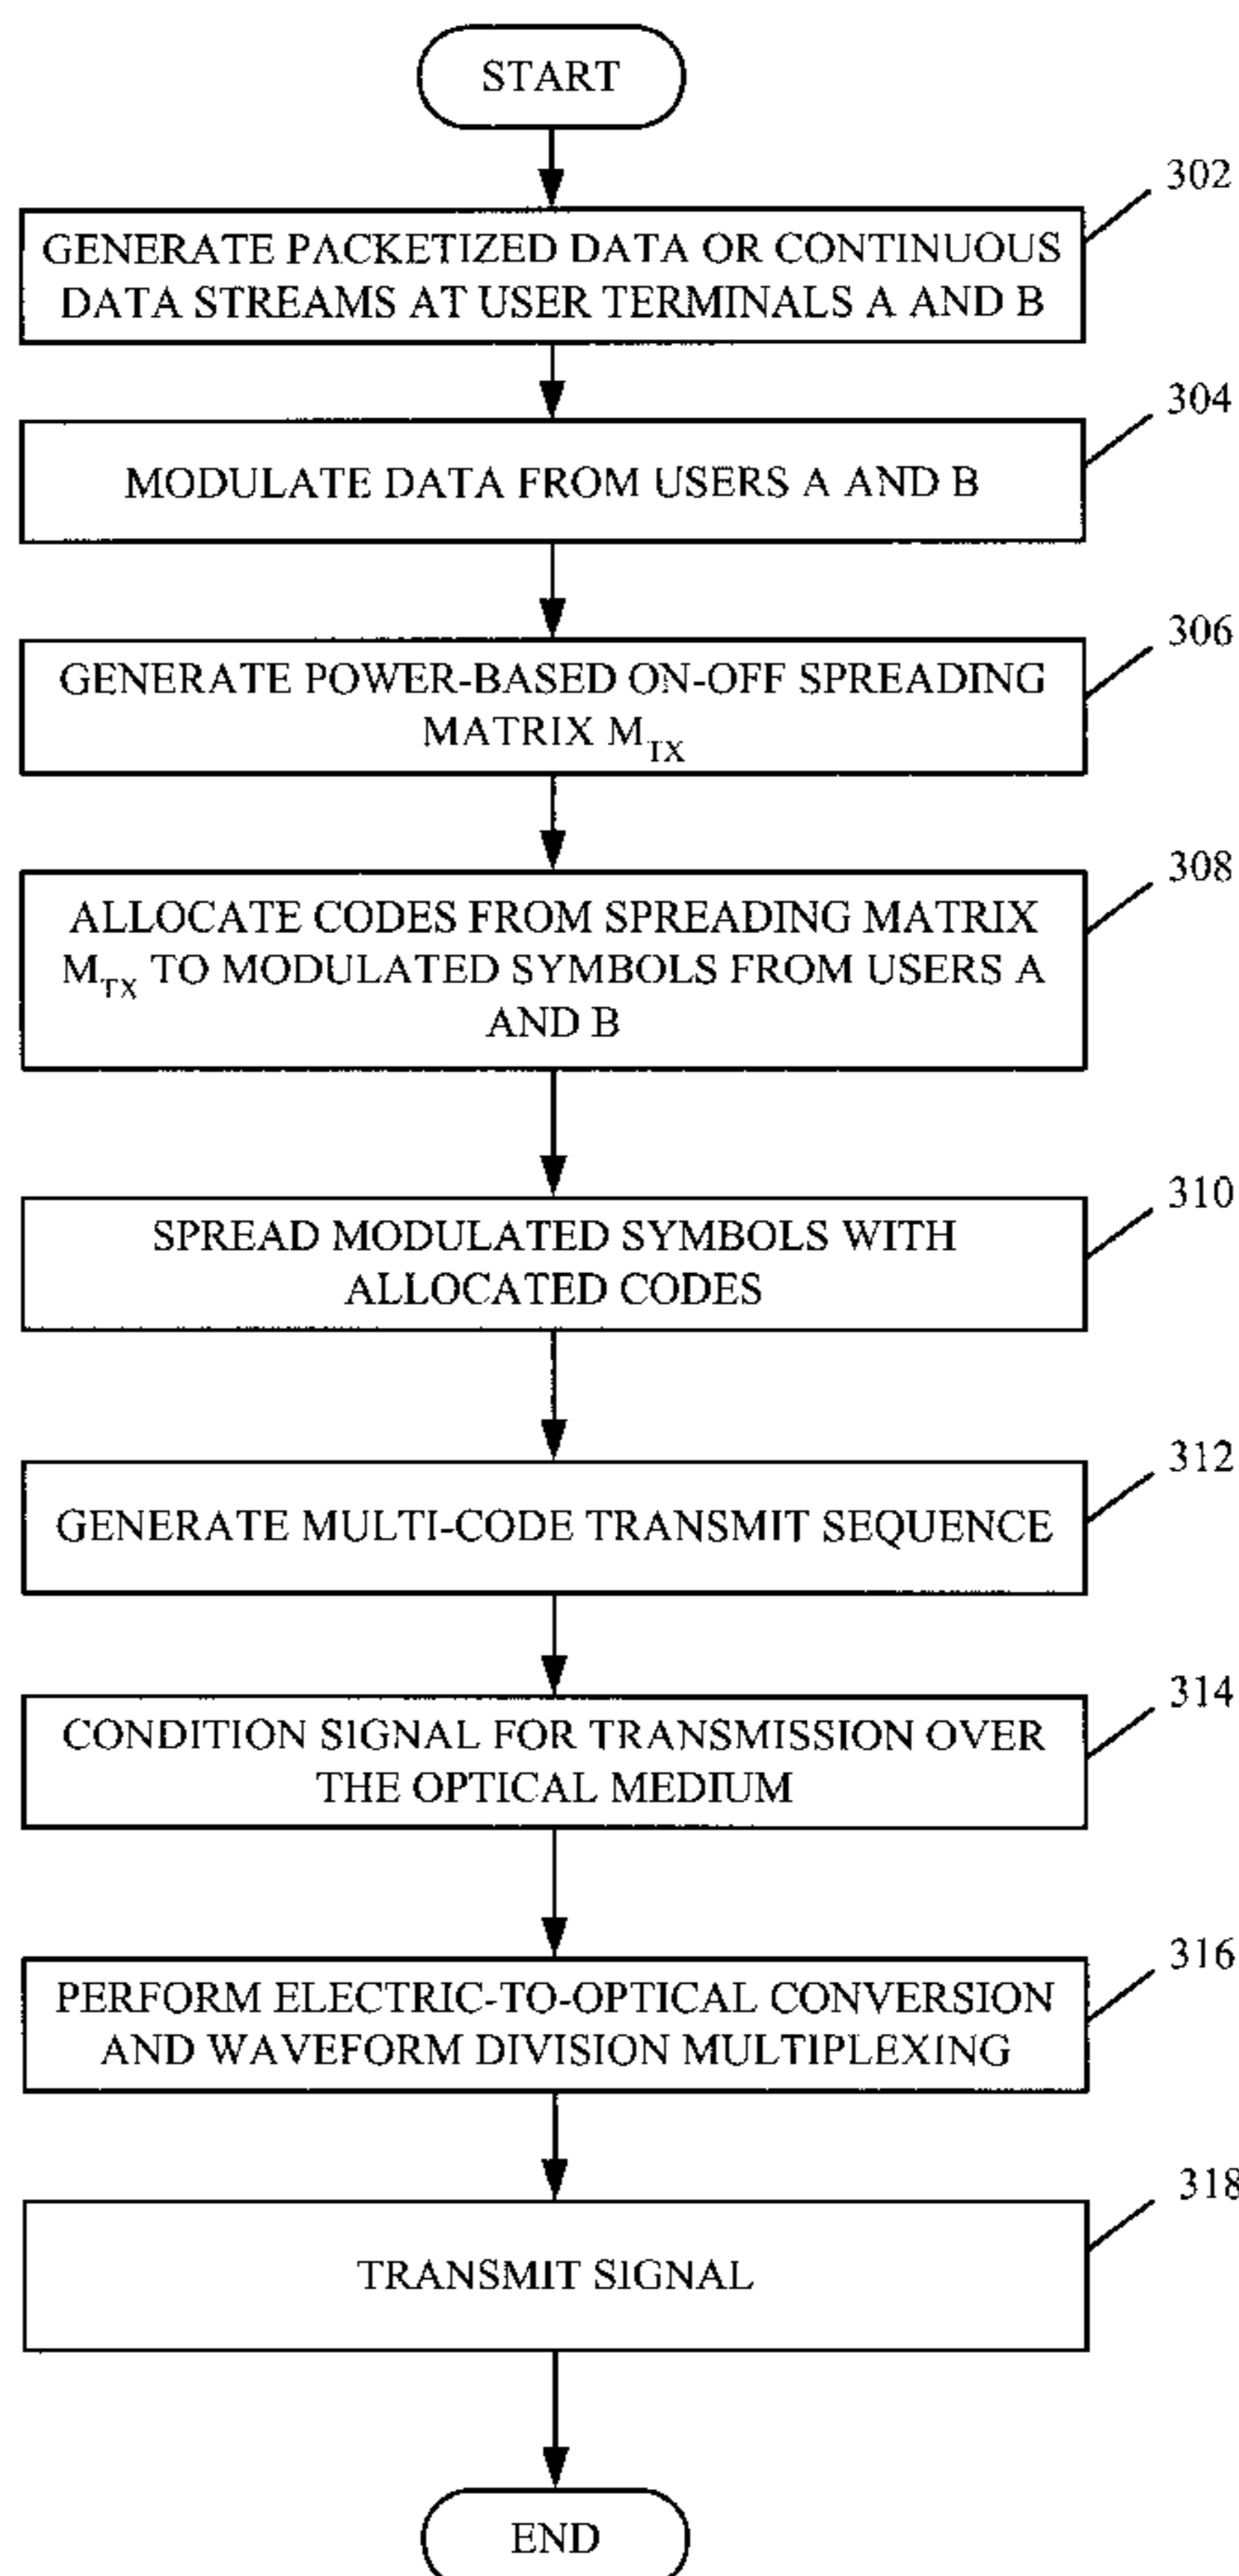 START
302
GENERATE PACKETIZED DATA OR CONTINUOUS
DATA STREAMS AT USER TERMINALS A AND B
304
MODULATE DATA FROM USERS A AND B
306
GENERATE POWER-BASED ON-OFF SPREADING
MATRIX M_TX
308
ALLOCATE CODES FROM SPREADING MATRIX
M_TX TO MODULATED SYMBOLS FROM USERS A
AND B
310
SPREAD MODULATED SYMBOLS WITH
ALLOCATED CODES
312
GENERATE MULTI-CODE TRANSMIT SEQUENCE
314
CONDITION SIGNAL FOR TRANSMISSION OVER
THE OPTICAL MEDIUM
316
PERFORM ELECTRIC-TO-OPTICAL CONVERSION
AND WAVEFORM DIVISION MULTIPLEXING
318
TRANSMIT SIGNAL
END